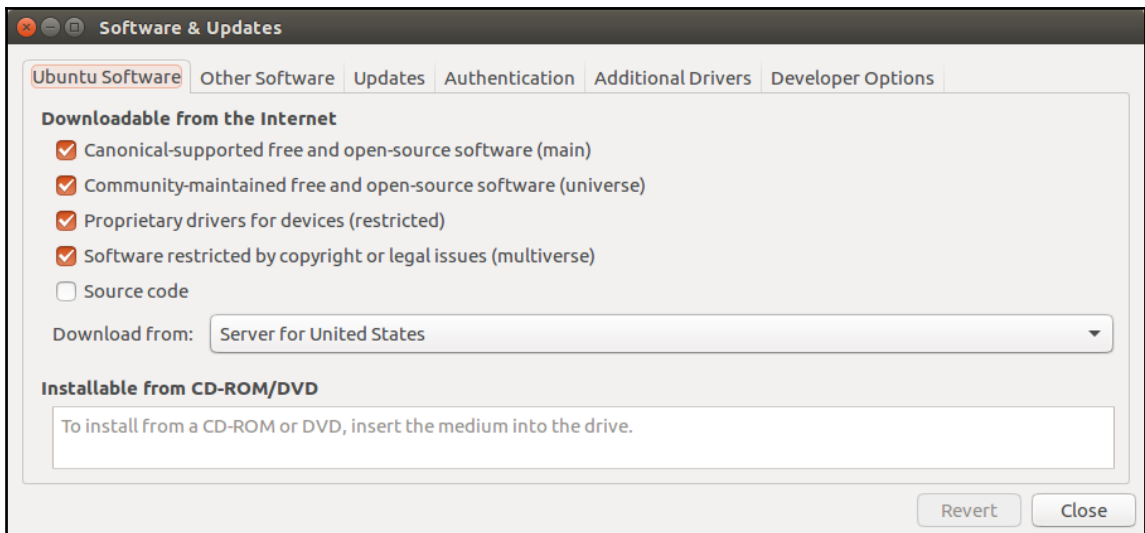 Software & Updates
Ubuntu Software Other Software Updates Authentication Additional Drivers Developer Options
Downloadable from the Internet
Canonical-supported free and open-source software (main)
Community-maintained free and open-source software (universe)
Proprietary drivers for devices (restricted)
Software restricted by copyright or legal issues (multiverse)
Source code
Download from: Server for United States
Installable from CD-ROM/DVD
To install from a CD-ROM or DVD, insert the medium into the drive.
Revert Close